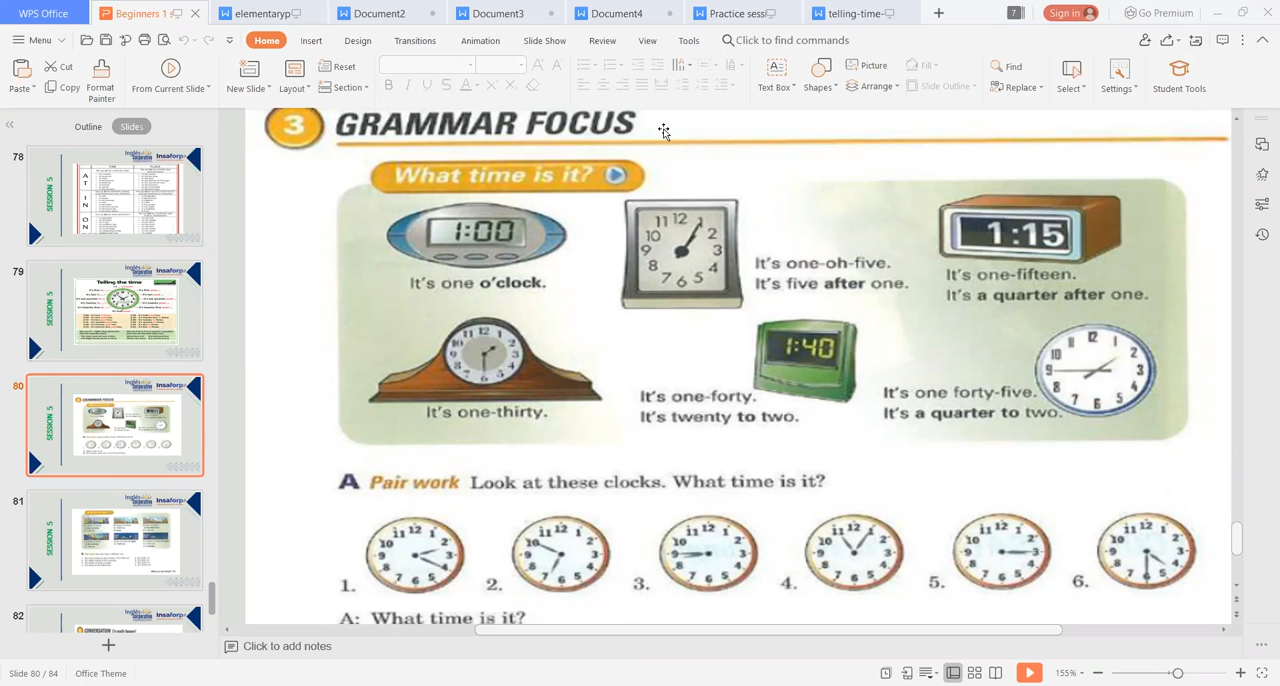 WPS Office
Beginners 1 s
elementaryp
Document2
Document3
Document4
Practice sessi
telling-time-
7
Sign in
Go Premium
Menu
Home
Insert
Design
Transitions
Animation
Slide Show
Review
View
Tools
Click to find commands
Paste
Cut
Copy
Format
Painter
From Current Slide
New Slide
Layout
Reset
Section
B I U S A
Text Box
Shapes
Picture
Arrange
Fill
Slide Outline
Find
Replace
Select
Settings
Student Tools
Outline
Slides
78
SESSION 5
79
SESSION 5
Telling the time
80
SESSION 5
GRAMMAR FOCUS
81
SESSION 5
82
3 GRAMMAR FOCUS
What time is it?
1:00
It's one o'clock.
It's one-oh-five.
It's five after one.
1:15
It's one-fifteen.
It's a quarter after one.
It's one-thirty.
1:40
It's one-forty.
It's twenty to two.
It's one forty-five.
It's a quarter to two.
A Pair work Look at these clocks. What time is it?
1.
2.
3.
4.
5.
6.
A: What time is it?
Click to add notes
Slide 80 / 84
Office Theme
155%